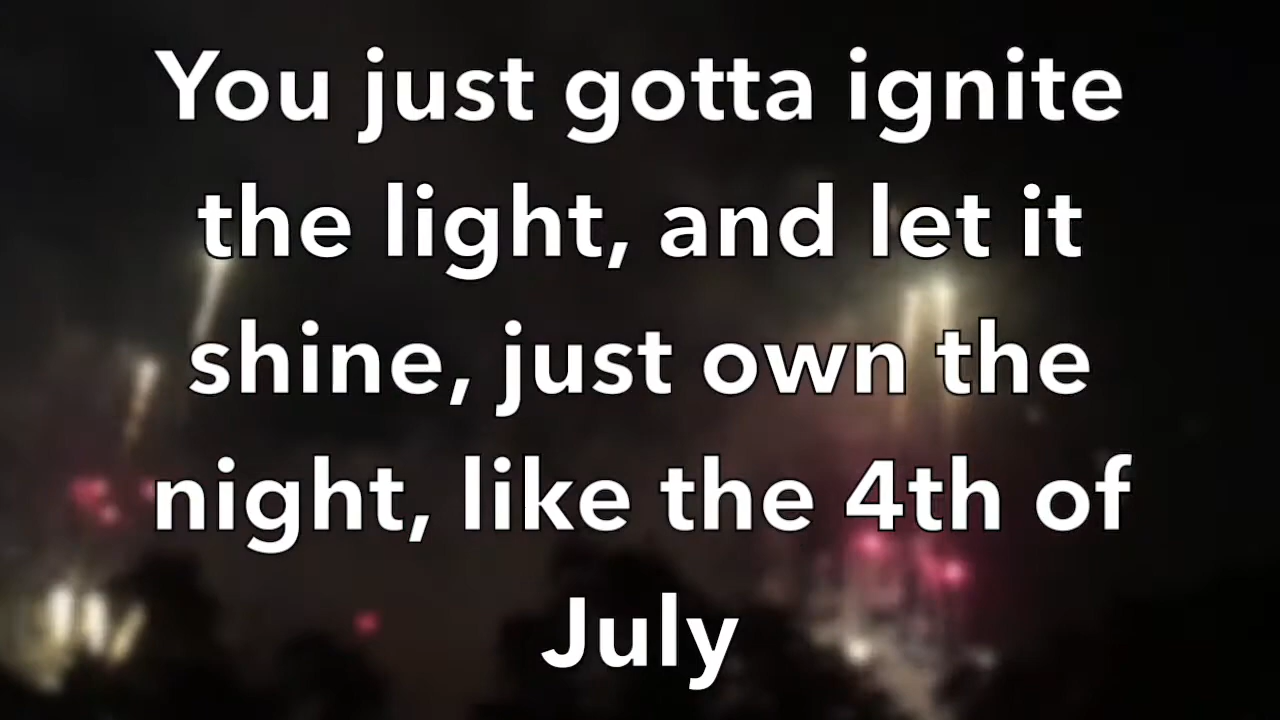 You just gotta ignite
the light, and let it
shine, just own the
night, like the 4th of
July